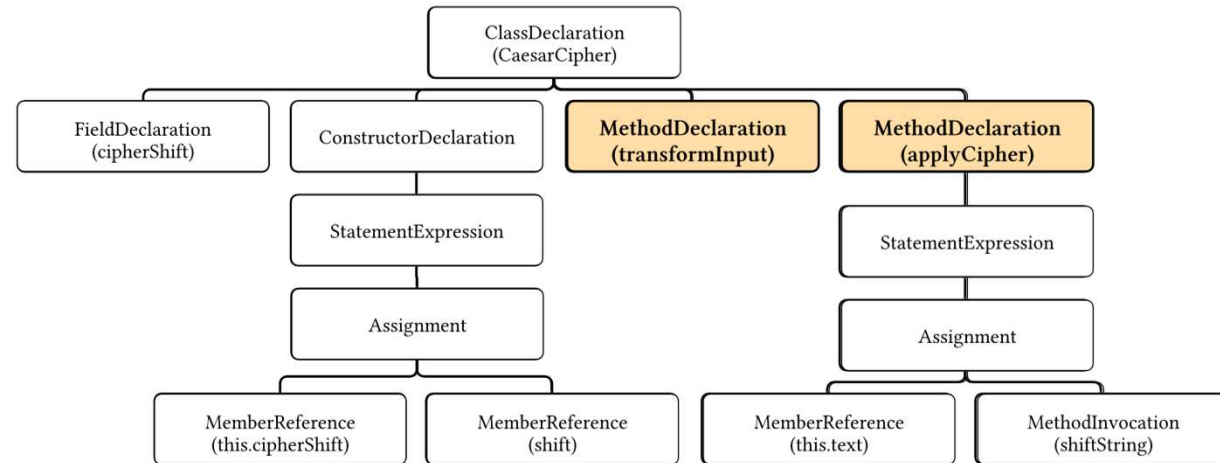 ClassDeclaration
(CaesarCipher)
FieldDeclaration
(cipherShift)
ConstructorDeclaration
MethodDeclaration
(transformInput)
MethodDeclaration
(applyCipher)
StatementExpression
StatementExpression
Assignment
Assignment
MemberReference
(this.cipherShift)
MemberReference
(shift)
MemberReference
(this.text)
MethodInvocation
(shiftString)